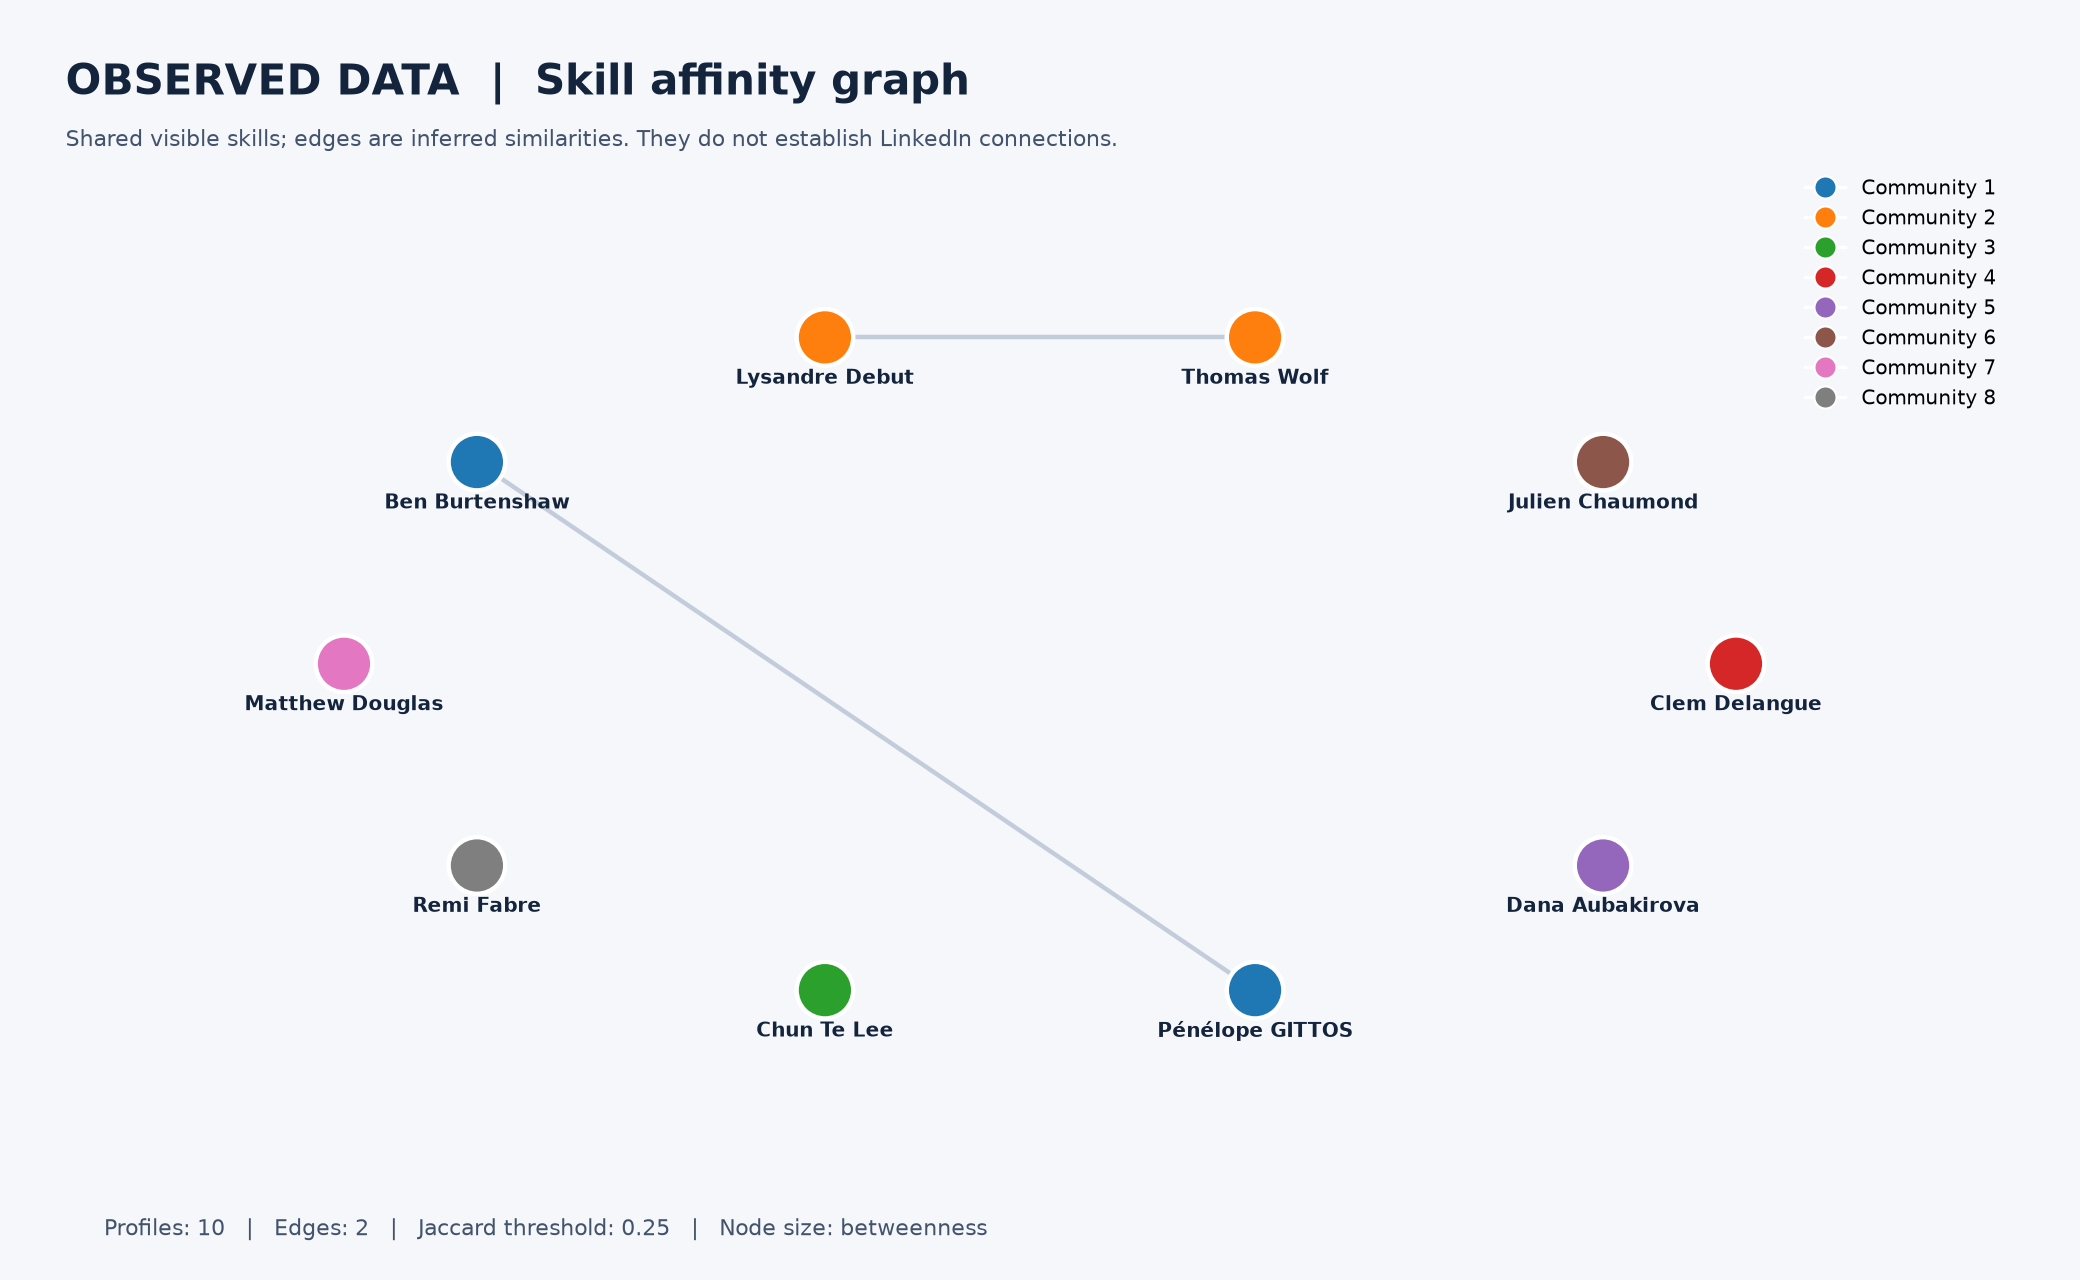 OBSERVED DATA | Skill affinity graph
Shared visible skills; edges are inferred similarities. They do not establish LinkedIn connections.
Community 1
Community 2
Community 3
Community 4
Community 5
Community 6
Community 7
Community 8
Lysandre Debut
Thomas Wolf
Ben Burtenshaw
Julien Chaumond
Matthew Douglas
Clem Delangue
Remi Fabre
Dana Aubakirova
Chun Te Lee
Pénélope GITTOS
Profiles: 10 | Edges: 2 | Jaccard threshold: 0.25 | Node size: betweenness